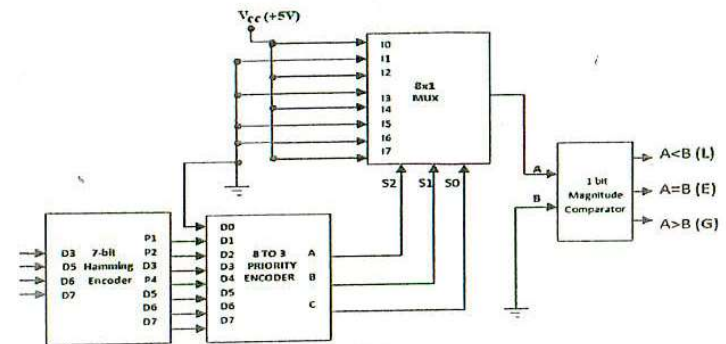 Vcc (+5V)
I0
I1
I2
I3
I4
I5
I6
I7
8x1
MUX
S2
S1
S0
A
B
1 bit
Magnitude
Comparator
A<B (L)
A=B (E)
A>B (G)
D3
D5
D6
D7
7-bit
Hamming
Encoder
P1
P2
D3
P4
D5
D6
D7
D0
D1
D2
D3
D4
D5
D6
D7
8 TO 3
PRIORITY
ENCODER
A
B
C